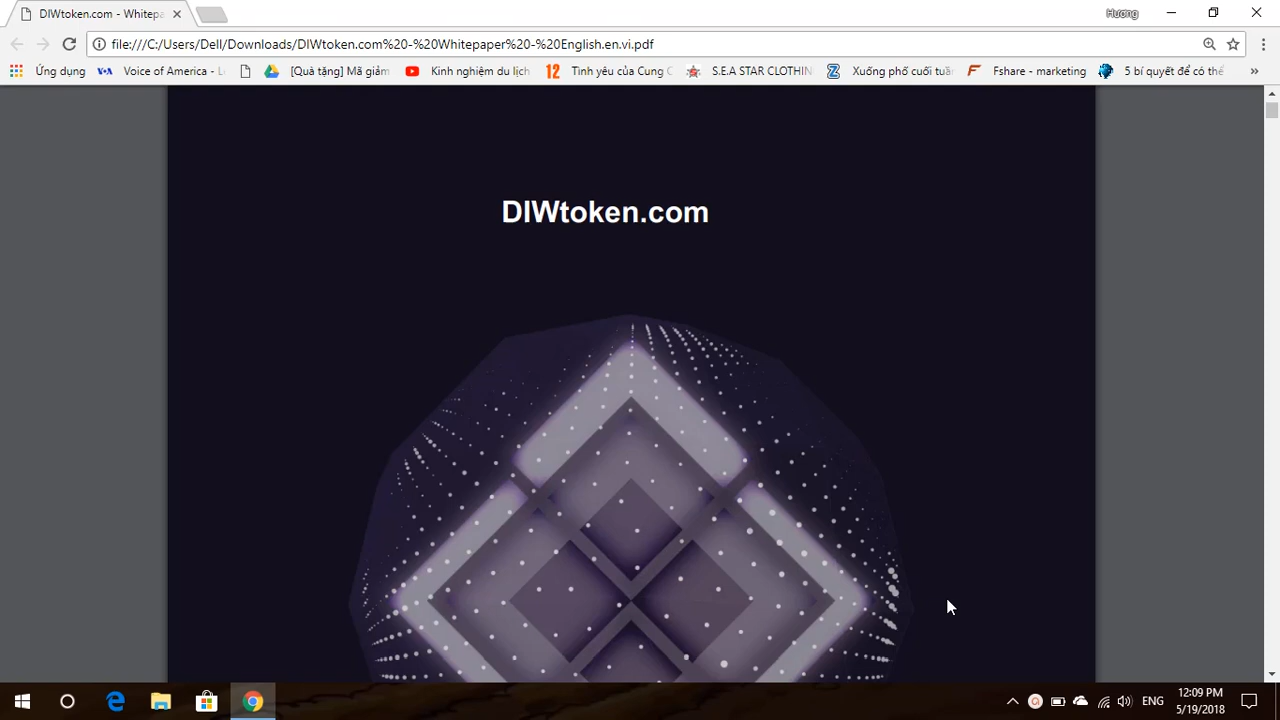 DIWtoken.com - Whitepa
Hương
file:///C:/Users/Dell/Downloads/DIWtoken.com%20-%20Whitepaper%20-%20English.en.vi.pdf
Ứng dụng
Voice of America - L
[Quà tặng] Mã giảm
Kinh nghiệm du lịch
12
Tình yêu của Cung C
S.E.A STAR CLOTHIN
Z
Xuống phố cuối tuần
F
Fshare - marketing
5 bí quyết để có thể
»
DIWtoken.com
ENG
12:09 PM
5/19/2018